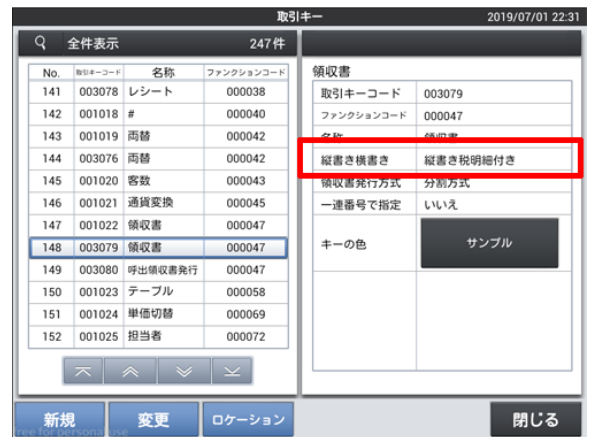 取引キー
2019/07/01 22:31
全件表示 247件
No. 取引キーコード 名称 ファンクションコード
141 003078 レシート 000038
142 001018 # 000040
143 001019 両替 000042
144 003076 両替 000042
145 001020 客数 000043
146 001021 通貨変換 000045
147 001022 領収書 000047
148 003079 領収書 000047
149 003080 呼出領収書発行 000047
150 001023 テーブル 000058
151 001024 単価切替 000069
152 001025 担当者 000072
領収書
取引キーコード 003079
ファンクションコード 000047
名称 領収書
縦書き横書き 縦書き税明細付き
領収書発行方式 分割方式
一連番号で指定 いいえ
キーの色 サンプル
新規 変更 ロケーション 閉じる
free for personal use